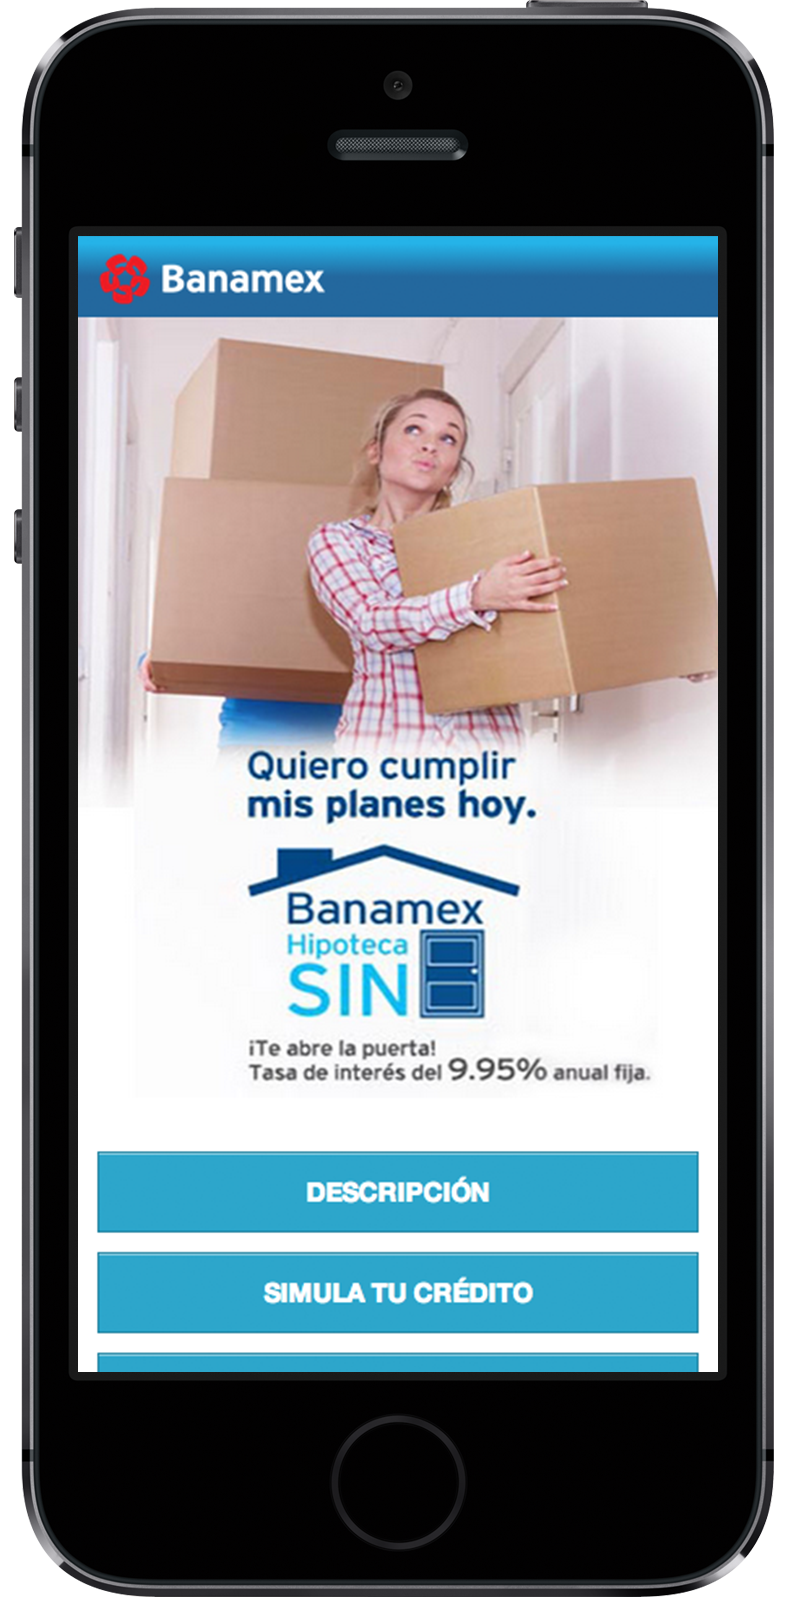 Banamex
Quiero cumplir
mis planes hoy.
Banamex
Hipoteca
SIN
¡Te abre la puerta!
Tasa de interés del 9.95% anual fija.
DESCRIPCIÓN
SIMULA TU CRÉDITO